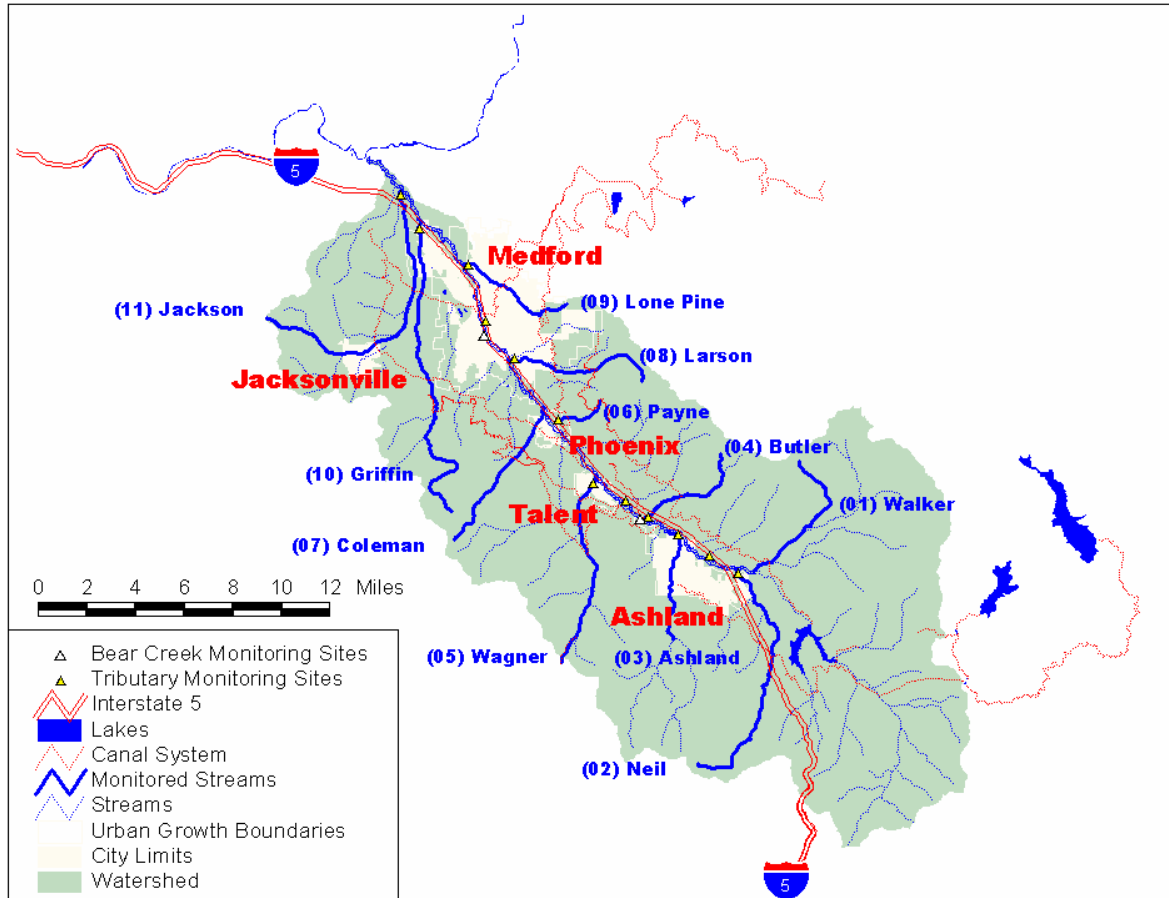 5
Medford
(09) Lone Pine
(11) Jackson
(08) Larson
Jacksonville
(06) Payne
Phoenix
(04) Butler
(10) Griffin
(01) Walker
Talent
(07) Coleman
0 2 4 6 8 10 12 Miles
Ashland
(05) Wagner
(03) Ashland
(02) Neil
5
Bear Creek Monitoring Sites
Tributary Monitoring Sites
Interstate 5
Lakes
Canal System
Monitored Streams
Streams
Urban Growth Boundaries
City Limits
Watershed